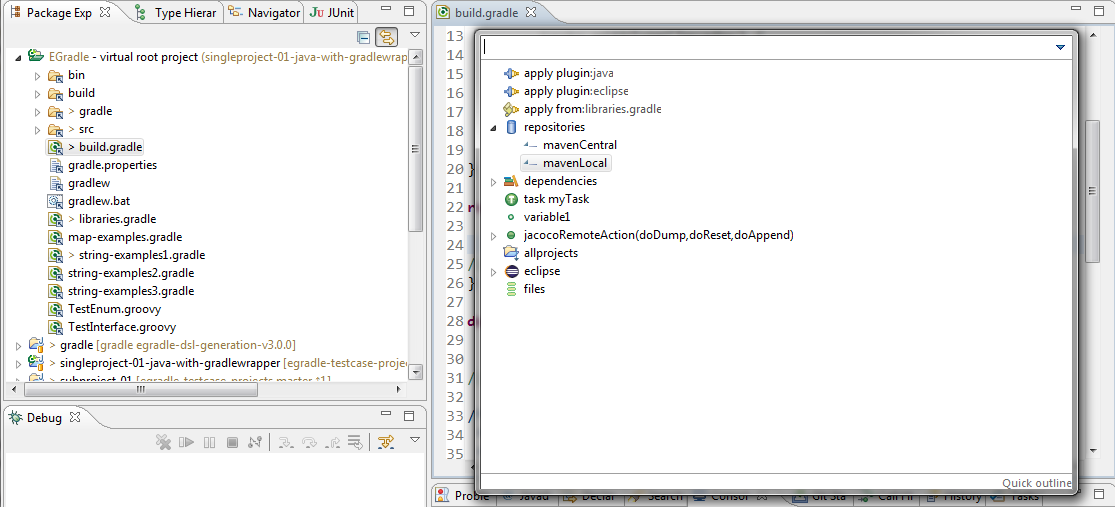 Package Exp
Type Hierar
Navigator
JUnit
EGradle - virtual root project (singleproject-01-java-with-gradlewrap
bin
build
> gradle
> src
> build.gradle
gradle.properties
gradlew
gradlew.bat
> libraries.gradle
map-examples.gradle
> string-examples1.gradle
string-examples2.gradle
string-examples3.gradle
TestEnum.groovy
TestInterface.groovy
> gradle [gradle egradle-dsl-generation-v3.0.0]
> singleproject-01-java-with-gradlewrapper [egradle-testcase-proje
> subproject-01 [egradle-testcase-projects master ↑1]
Debug
build.gradle
13
14
15
16
17
18
19
20 }
21
22
23
24
25 /
26 }
27
28 d
29
30
31 /
32
33 /
34
35
apply plugin:java
apply plugin:eclipse
apply from:libraries.gradle
repositories
mavenCentral
mavenLocal
dependencies
task myTask
variable1
jacocoRemoteAction(doDump,doReset,doAppend)
allprojects
eclipse
files
Quick outline
Proble
Javad
Declar
Search
Consol
Git Sta
Call Hi
History
Tasks